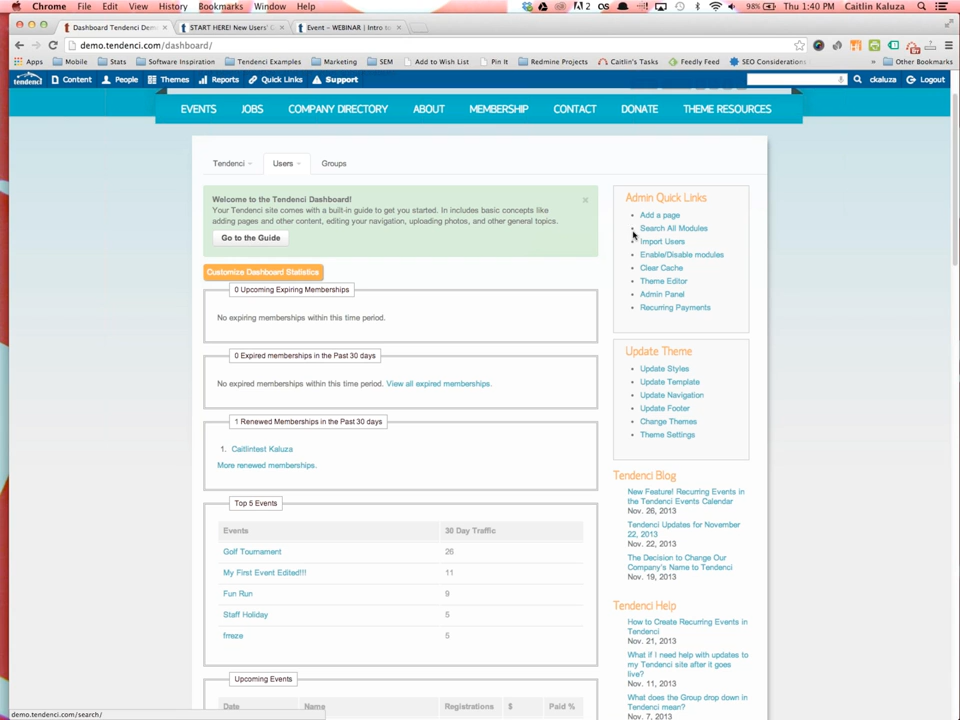 Chrome File Edit View History Bookmarks Window Help 2 98% Thu 1:40 PM Caitlin Kaluza
Dashboard Tendenci Dem START HERE! New Users' G Event – WEBINAR | Intro to
demo.tendenci.com/dashboard/
Apps Mobile Stats Software Inspiration Tendenci Examples Marketing SEM Add to Wish List Pin It Redmine Projects Caitlin's Tasks Feedly Feed SEO Considerations Other Bookmarks
tendenci Content People Themes Reports Quick Links Support ckaluza Logout
EVENTS JOBS COMPANY DIRECTORY ABOUT MEMBERSHIP CONTACT DONATE THEME RESOURCES
Tendenci Users Groups
Welcome to the Tendenci Dashboard!
Your Tendenci site comes with a built-in guide to get you started. In includes basic concepts like
adding pages and other content, editing your navigation, uploading photos, and other general topics.
Go to the Guide
Customize Dashboard Statistics
0 Upcoming Expiring Memberships
No expiring memberships within this time period.
0 Expired memberships in the Past 30 days
No expired memberships within this time period. View all expired memberships.
1 Renewed Memberships in the Past 30 days
1. Caitlintest Kaluza
More renewed memberships.
Top 5 Events
Events 30 Day Traffic
Golf Tournament 26
My First Event Edited!!! 11
Fun Run 9
Staff Holiday 5
frreze 5
Upcoming Events
Date Name Registrations $ Paid %
Admin Quick Links
Add a page
Search All Modules
Import Users
Enable/Disable modules
Clear Cache
Theme Editor
Admin Panel
Recurring Payments
Update Theme
Update Styles
Update Template
Update Navigation
Update Footer
Change Themes
Theme Settings
Tendenci Blog
New Feature! Recurring Events in
the Tendenci Events Calendar
Nov. 26, 2013
Tendenci Updates for November
22, 2013
Nov. 22, 2013
The Decision to Change Our
Company's Name to Tendenci
Nov. 19, 2013
Tendenci Help
How to Create Recurring Events in
Tendenci
Nov. 21, 2013
What if I need help with updates to
my Tendenci site after it goes
live?
Nov. 11, 2013
What does the Group drop down in
Tendenci mean?
Nov. 7, 2013
demo.tendenci.com/search/